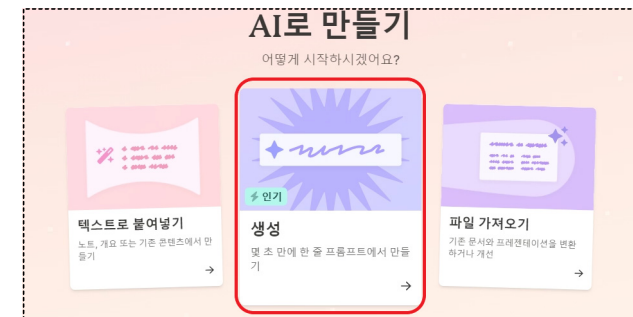 AI로 만들기
어떻게 시작하시겠어요?
텍스트로 붙여넣기
노트, 개요 또는 기존 콘텐츠에서 만
들기
→
인기
생성
몇 초 만에 한 줄 프롬프트에서 만들
기
→
파일 가져오기
기존 문서와 프레젠테이션을 변환
하거나 개선
→